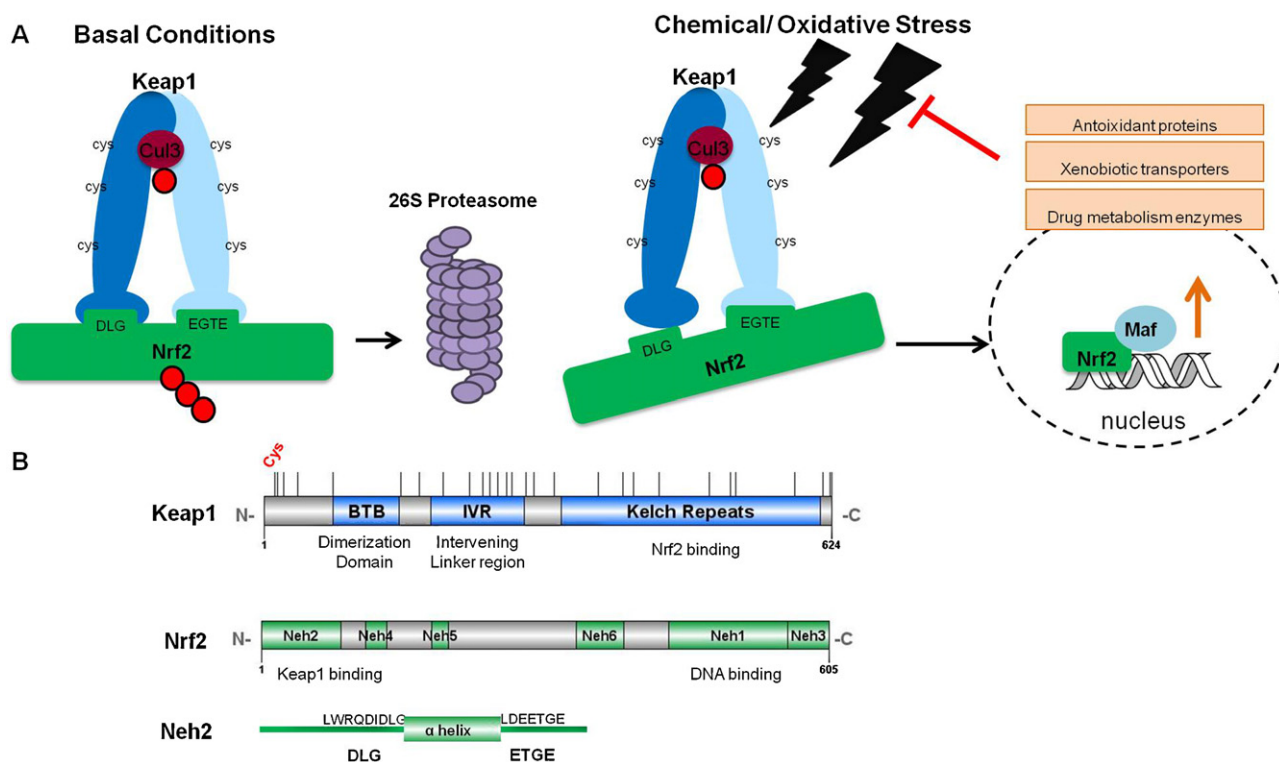 A
Basal Conditions
Keap1
cys
cys
cys
cys
cys
cys
Cul3
DLG
EGTE
Nrf2
26S Proteasome
Chemical/ Oxidative Stress
Keap1
cys
cys
cys
cys
cys
Cul3
DLG
EGTE
Nrf2
Antoixidant proteins
Xenobiotic transporters
Drug metabolism enzymes
Maf
Nrf2
nucleus
B
Cys
Keap1
N-
BTB
IVR
Kelch Repeats
-C
1
Dimerization
Domain
Intervening
Linker region
Nrf2 binding
624
Nrf2
N-
Neh2
Neh4
Neh5
Neh6
Neh1
Neh3
-C
1
Keap1 binding
DNA binding
605
Neh2
LWRQDIDLG
α helix
LDEETGE
DLG
ETGE